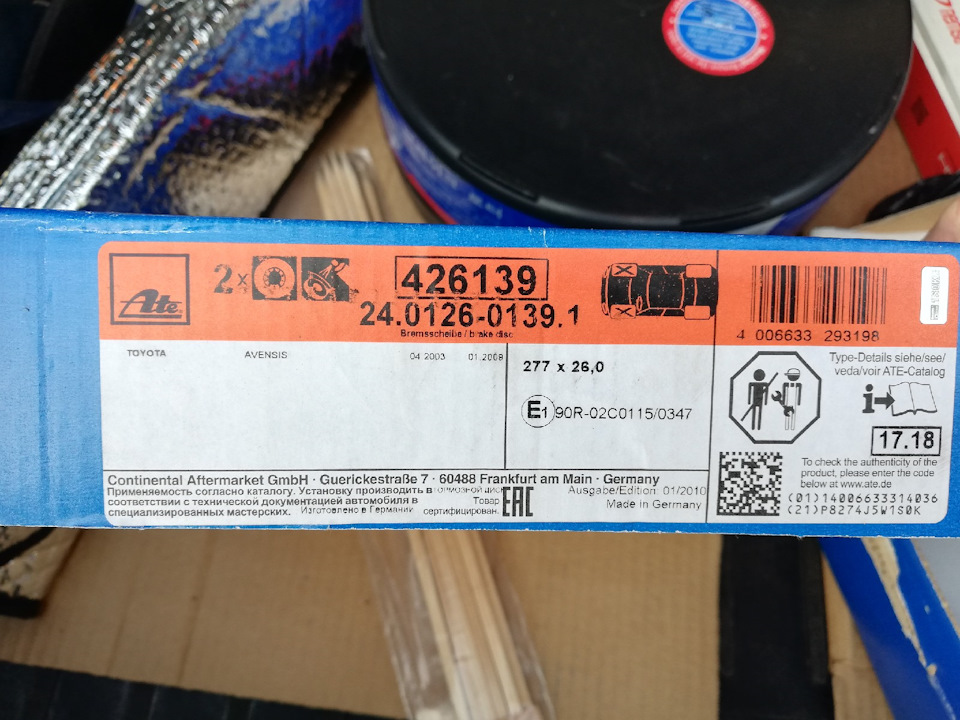 Ate
2x
426139
24.0126-0139.1
Bremsscheibe / brake disc
4 006633 293198
TOYOTA AVENSIS 04.2003 01.2009
277 x 26,0
E1 90R-02C0115/0347
Type-Details siehe/see/
veda/voir ATE-Catalog
i
17.18
To check the authenticity of the
product, please enter the code
below at www.ate.de
(01)14006633314036
(21)P8274J5W1S0K
Continental Aftermarket GmbH · Guerickestraße 7 · 60488 Frankfurt am Main · Germany
Применяемость согласно каталогу. Установку производить в
соответствии с технической документацией автомобиля в Товар
специализированных мастерских. Изготовлено в Германии сертифицирован.
EAC
Ausgabe/Edition 01/2010
Made in Germany